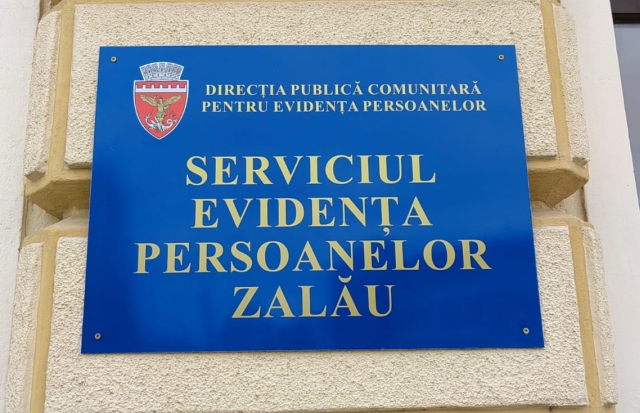 DIRECȚIA PUBLICĂ COMUNITARĂ
PENTRU EVIDENȚA PERSOANELOR
SERVICIUL
EVIDENȚA
PERSOANELOR
ZALĂU